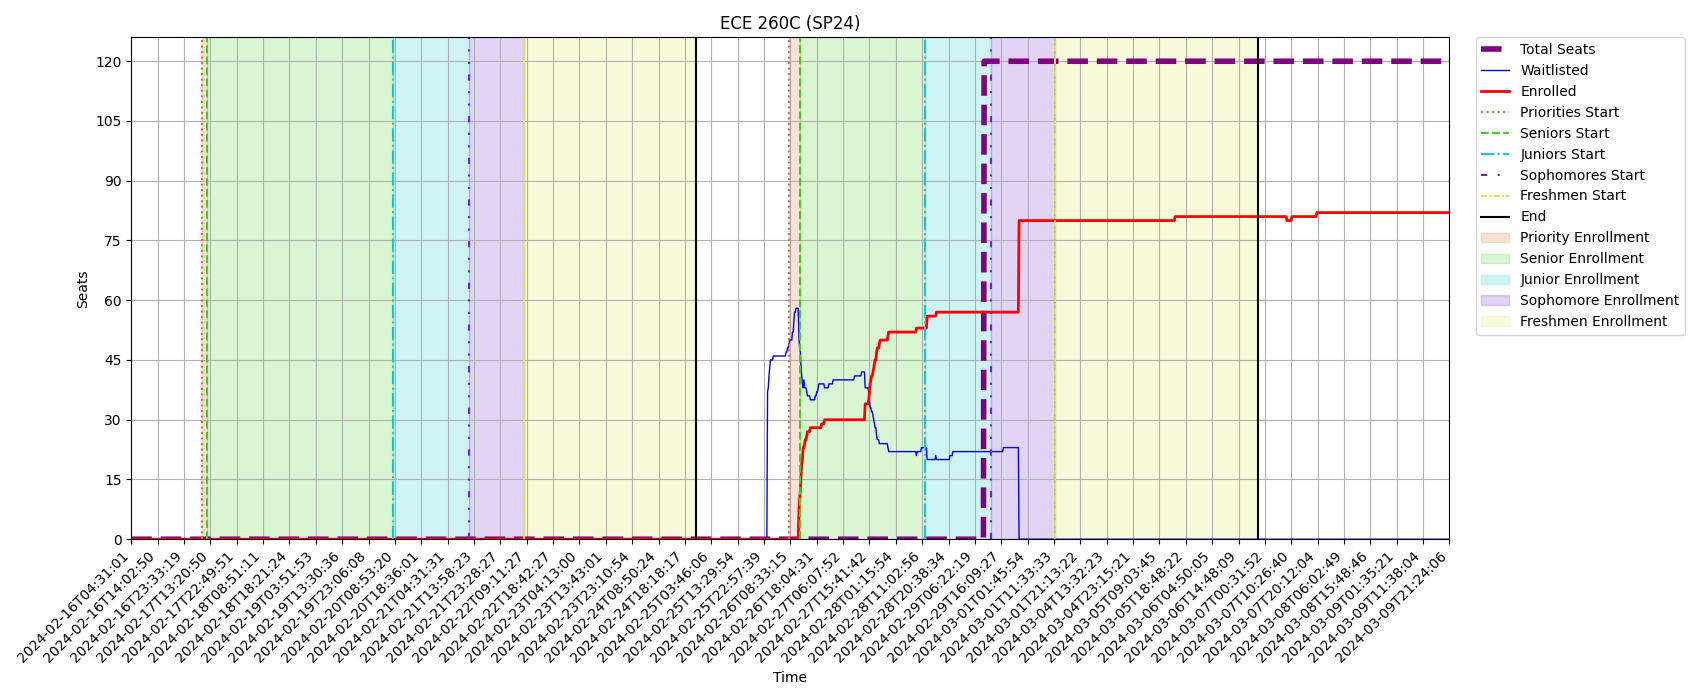 ECE 260C (SP24)
Seats
120
105
90
75
60
45
30
15
0
2024-02-16T04:31:01
2024-02-16T14:02:50
2024-02-16T23:33:19
2024-02-17T13:20:50
2024-02-17T22:49:51
2024-02-18T08:51:11
2024-02-18T18:21:24
2024-02-19T03:51:53
2024-02-19T13:30:36
2024-02-19T23:06:08
2024-02-20T08:53:20
2024-02-20T18:36:01
2024-02-21T04:31:31
2024-02-21T13:58:23
2024-02-21T23:28:27
2024-02-22T09:11:27
2024-02-22T18:42:27
2024-02-23T04:13:00
2024-02-23T13:43:01
2024-02-23T23:10:54
2024-02-24T08:50:24
2024-02-24T18:18:17
2024-02-25T03:46:06
2024-02-25T13:29:54
2024-02-25T22:57:39
2024-02-26T08:33:15
2024-02-26T18:04:31
2024-02-27T06:07:52
2024-02-27T15:41:42
2024-02-28T01:15:54
2024-02-28T11:02:56
2024-02-28T20:38:34
2024-02-29T06:22:19
2024-02-29T16:09:27
2024-03-01T01:45:54
2024-03-01T11:33:33
2024-03-01T21:13:22
2024-03-04T13:32:23
2024-03-04T23:15:21
2024-03-05T09:03:45
2024-03-05T18:48:22
2024-03-06T04:50:05
2024-03-06T14:48:09
2024-03-07T00:31:52
2024-03-07T10:26:40
2024-03-07T20:12:04
2024-03-08T06:02:49
2024-03-08T15:48:46
2024-03-09T01:35:21
2024-03-09T11:38:04
2024-03-09T21:24:06
Time
Total Seats
Waitlisted
Enrolled
Priorities Start
Seniors Start
Juniors Start
Sophomores Start
Freshmen Start
End
Priority Enrollment
Senior Enrollment
Junior Enrollment
Sophomore Enrollment
Freshmen Enrollment